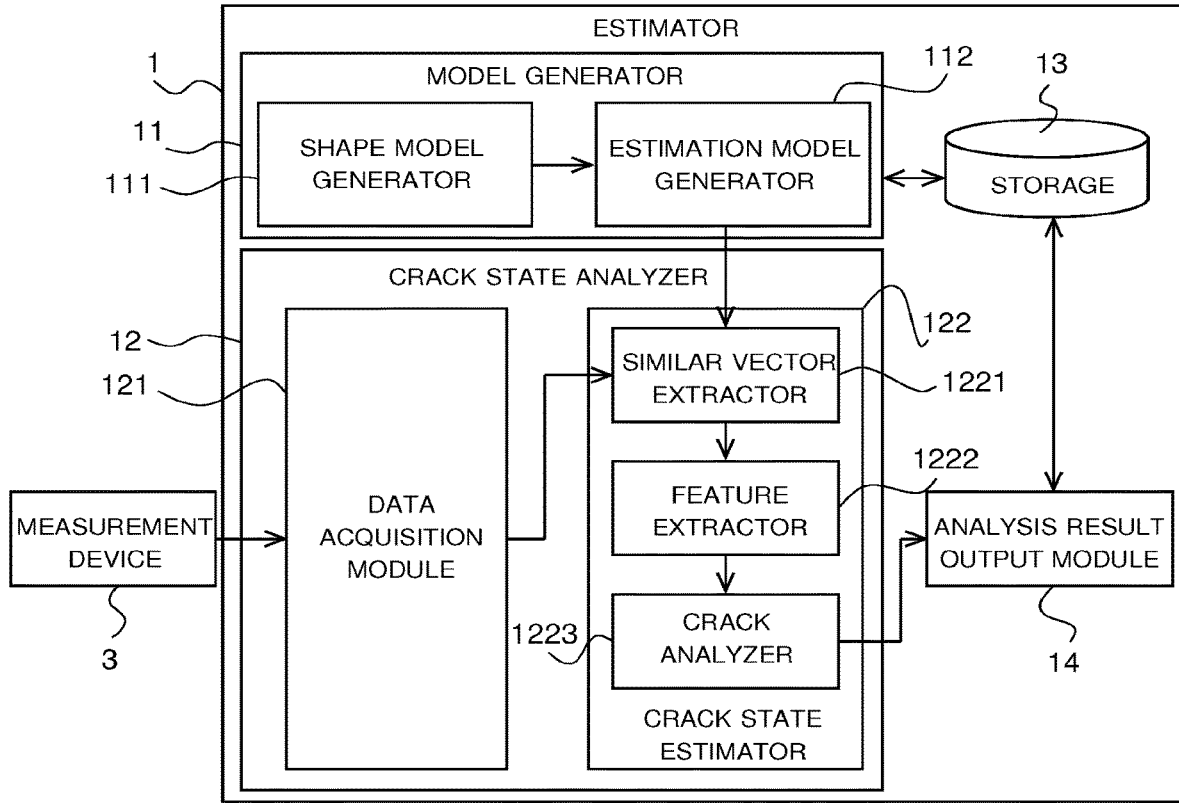 ESTIMATOR
1
MODEL GENERATOR
112
13
11
SHAPE MODEL
GENERATOR
ESTIMATION MODEL
GENERATOR
111
STORAGE
CRACK STATE ANALYZER
12
122
121
SIMILAR VECTOR
EXTRACTOR
1221
1222
FEATURE
EXTRACTOR
MEASUREMENT
DEVICE
DATA
ACQUISITION
MODULE
ANALYSIS RESULT
OUTPUT MODULE
1223
CRACK
ANALYZER
3
14
CRACK STATE
ESTIMATOR